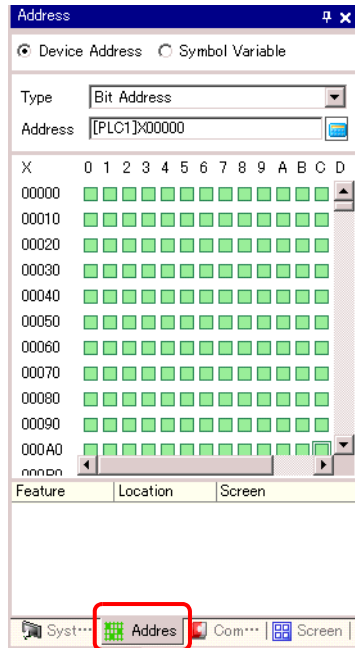 Address
Device Address Symbol Variable
Type Bit Address
Address [PLC1]X00000
X 0 1 2 3 4 5 6 7 8 9 A B C D
00000
00010
00020
00030
00040
00050
00060
00070
00080
00090
000A0
000B0
Feature Location Screen
Syst··· Addres Com··· Screen